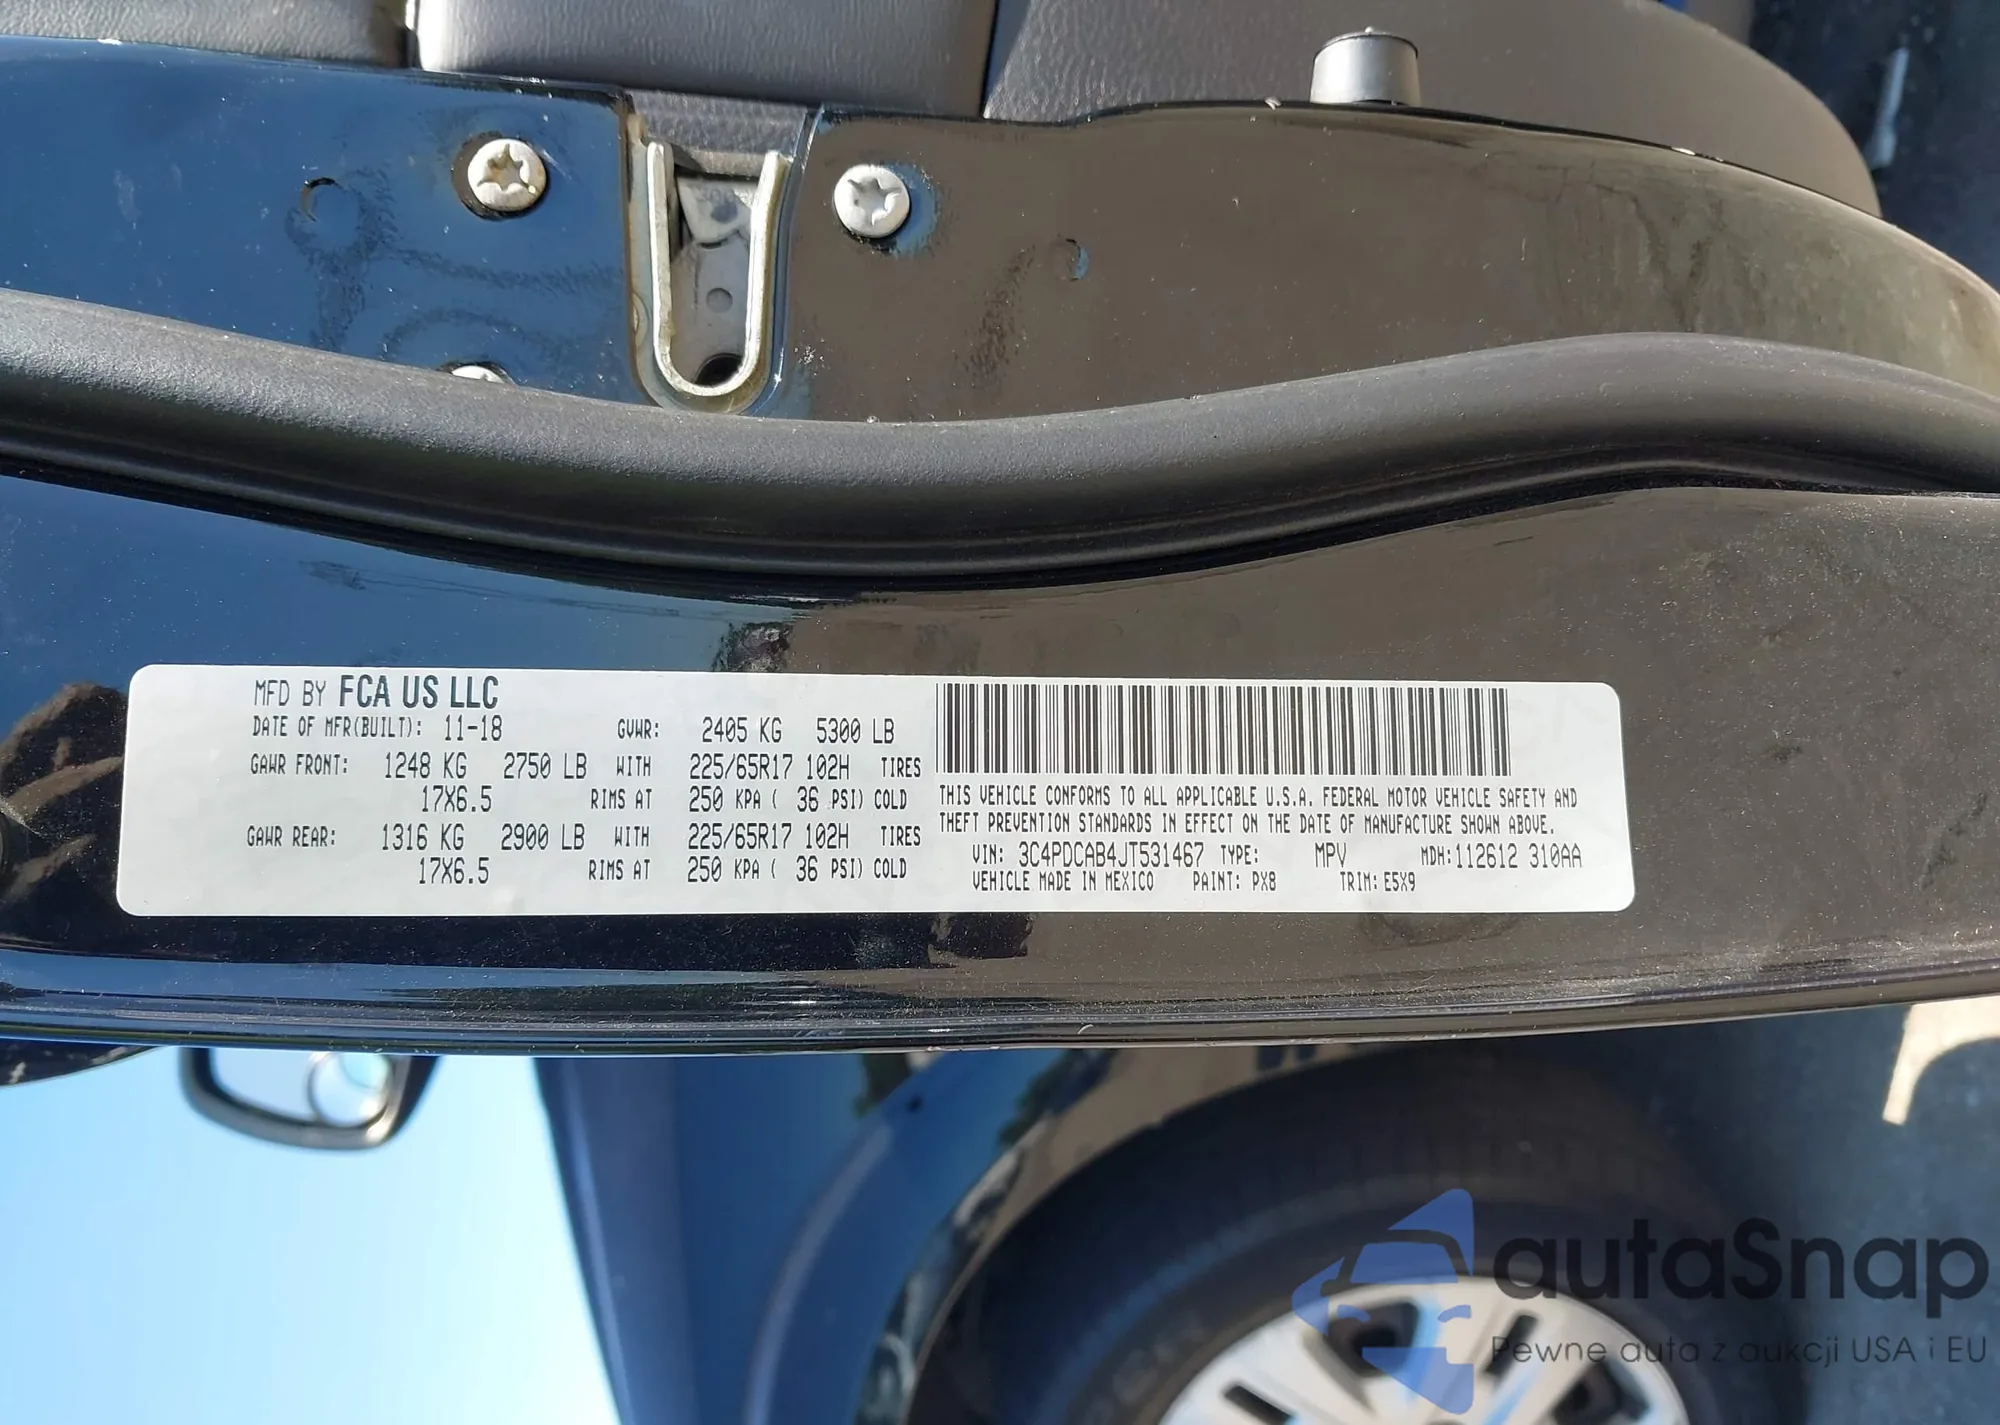 MFD BY FCA US LLC
DATE OF MFR(BUILT): 11-18 GVWR: 2405 KG 5300 LB
GAWR FRONT: 1248 KG 2750 LB WITH 225/65R17 102H TIRES
17X6.5 RIMS AT 250 KPA ( 36 PSI) COLD
GAWR REAR: 1316 KG 2900 LB WITH 225/65R17 102H TIRES
17X6.5 RIMS AT 250 KPA ( 36 PSI) COLD
THIS VEHICLE CONFORMS TO ALL APPLICABLE U.S.A. FEDERAL MOTOR VEHICLE SAFETY AND
THEFT PREVENTION STANDARDS IN EFFECT ON THE DATE OF MANUFACTURE SHOWN ABOVE.
VIN: 3C4PDCAB4JT531467 TYPE: MPV MDH:112612 310AA
VEHICLE MADE IN MEXICO PAINT: PX8 TRIM: E5X9
autaSnap
Pewne auta z aukcji USA i EU